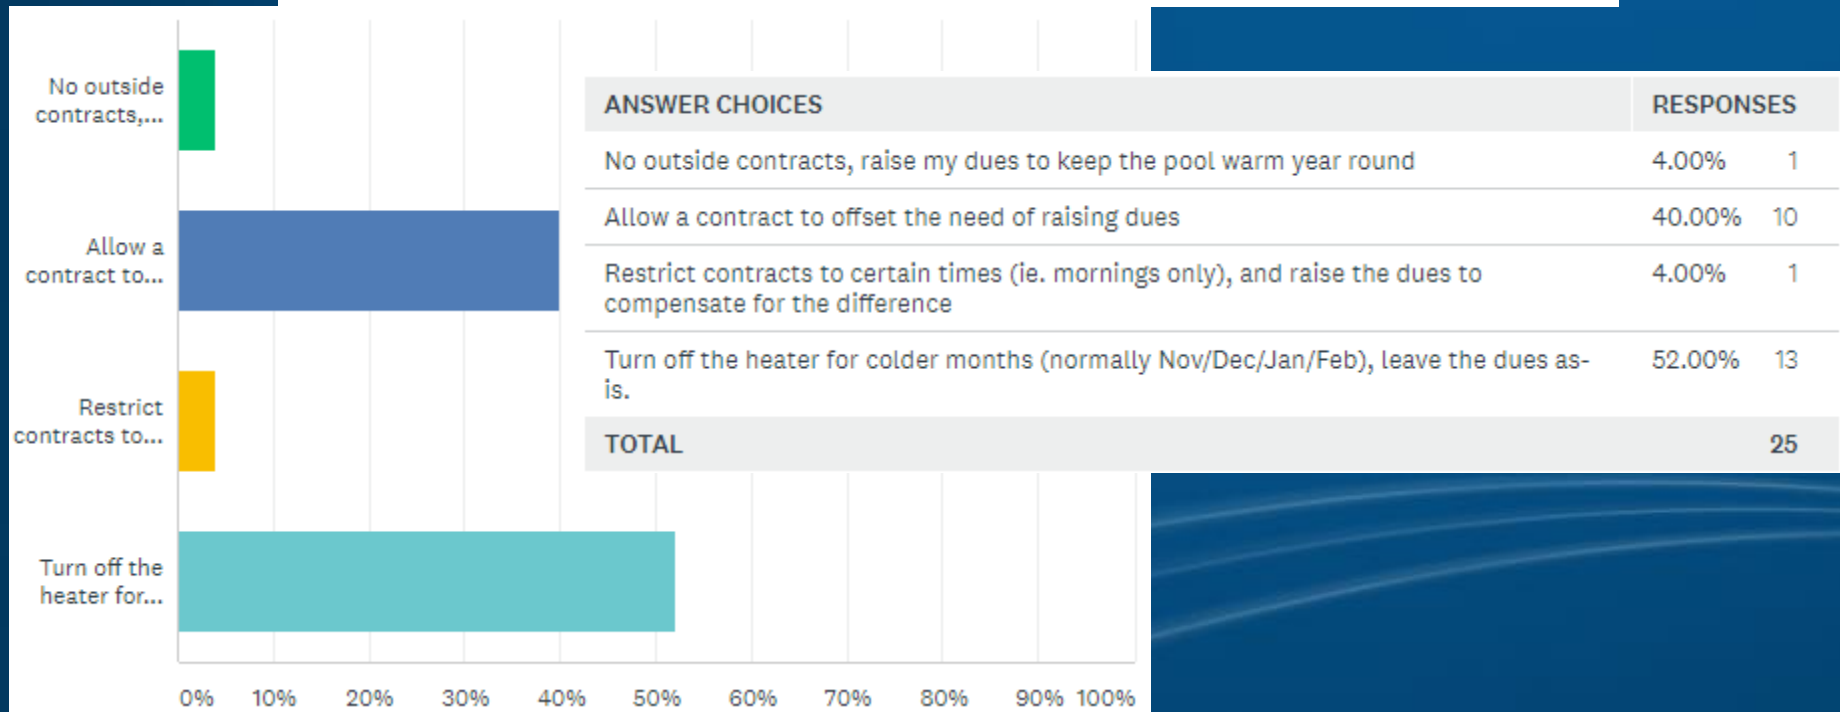 No outside
contracts,...
Allow a
contract to...
Restrict
contracts to...
Turn off the
heater for...
0% 10% 20% 30% 40% 50% 60% 70% 80% 90% 100%
ANSWER CHOICES RESPONSES
No outside contracts, raise my dues to keep the pool warm year round 4.00% 1
Allow a contract to offset the need of raising dues 40.00% 10
Restrict contracts to certain times (ie. mornings only), and raise the dues to 4.00% 1
compensate for the difference
Turn off the heater for colder months (normally Nov/Dec/Jan/Feb), leave the dues as- 52.00% 13
is.
TOTAL 25